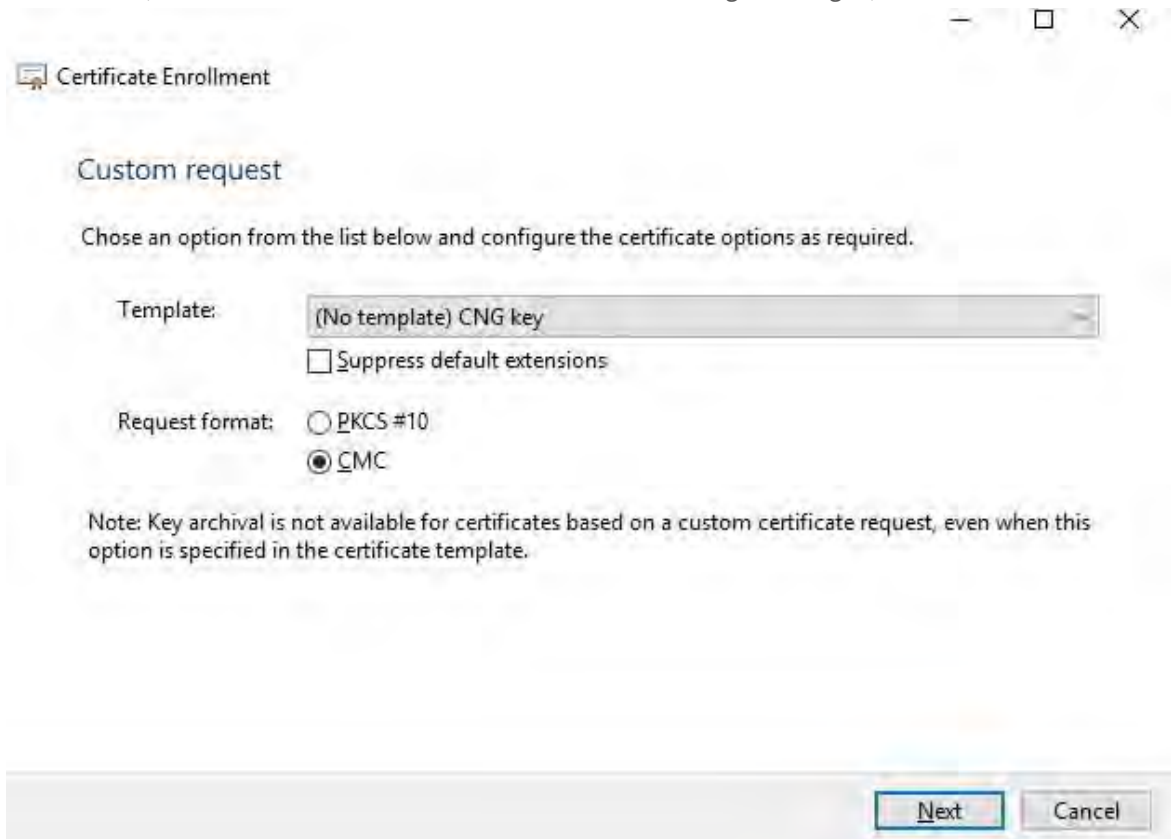 Certificate Enrollment
Custom request
Chose an option from the list below and configure the certificate options as required.
Template:
(No template) CNG key
Suppress default extensions
Request format:
PKCS #10
CMC
Note: Key archival is not available for certificates based on a custom certificate request, even when this
option is specified in the certificate template.
Next
Cancel